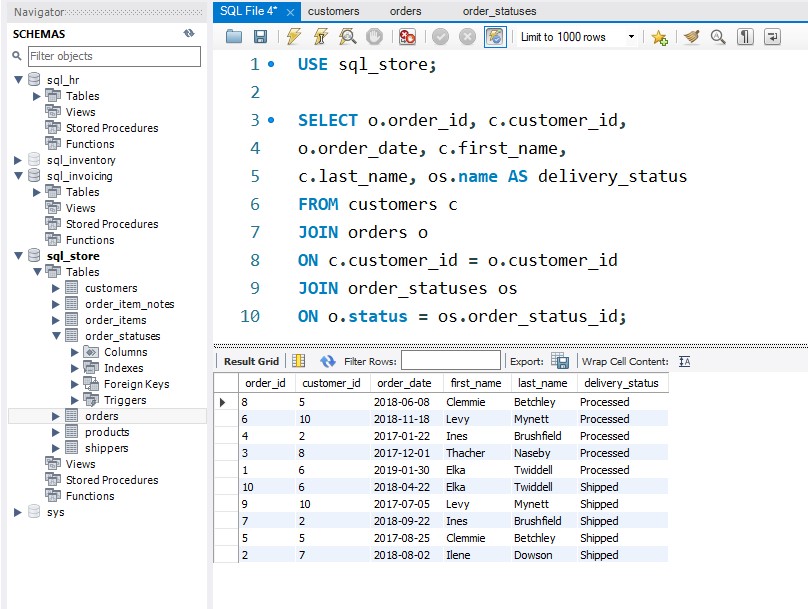 Navigator
SCHEMAS
Filter objects
sql_hr
Tables
Views
Stored Procedures
Functions
sql_inventory
sql_invoicing
Tables
Views
Stored Procedures
Functions
sql_store
Tables
customers
order_item_notes
order_items
order_statuses
Columns
Indexes
Foreign Keys
Triggers
orders
products
shippers
Views
Stored Procedures
Functions
sys
SQL File 4* customers orders order_statuses
Limit to 1000 rows
1 USE sql_store;
2
3 SELECT o.order_id, c.customer_id,
4 o.order_date, c.first_name,
5 c.last_name, os.name AS delivery_status
6 FROM customers c
7 JOIN orders o
8 ON c.customer_id = o.customer_id
9 JOIN order_statuses os
10 ON o.status = os.order_status_id;
Result Grid Filter Rows: Export: Wrap Cell Content:
order_id customer_id order_date first_name last_name delivery_status
8 5 2018-06-08 Clemmie Betchley Processed
6 10 2018-11-18 Levy Mynett Processed
4 2 2017-01-22 Ines Brushfield Processed
3 8 2017-12-01 Thacher Naseby Processed
1 6 2019-01-30 Elka Twiddell Processed
10 6 2018-04-22 Elka Twiddell Shipped
9 10 2017-07-05 Levy Mynett Shipped
7 2 2018-09-22 Ines Brushfield Shipped
5 5 2017-08-25 Clemmie Betchley Shipped
2 7 2018-08-02 Ilene Dowson Shipped